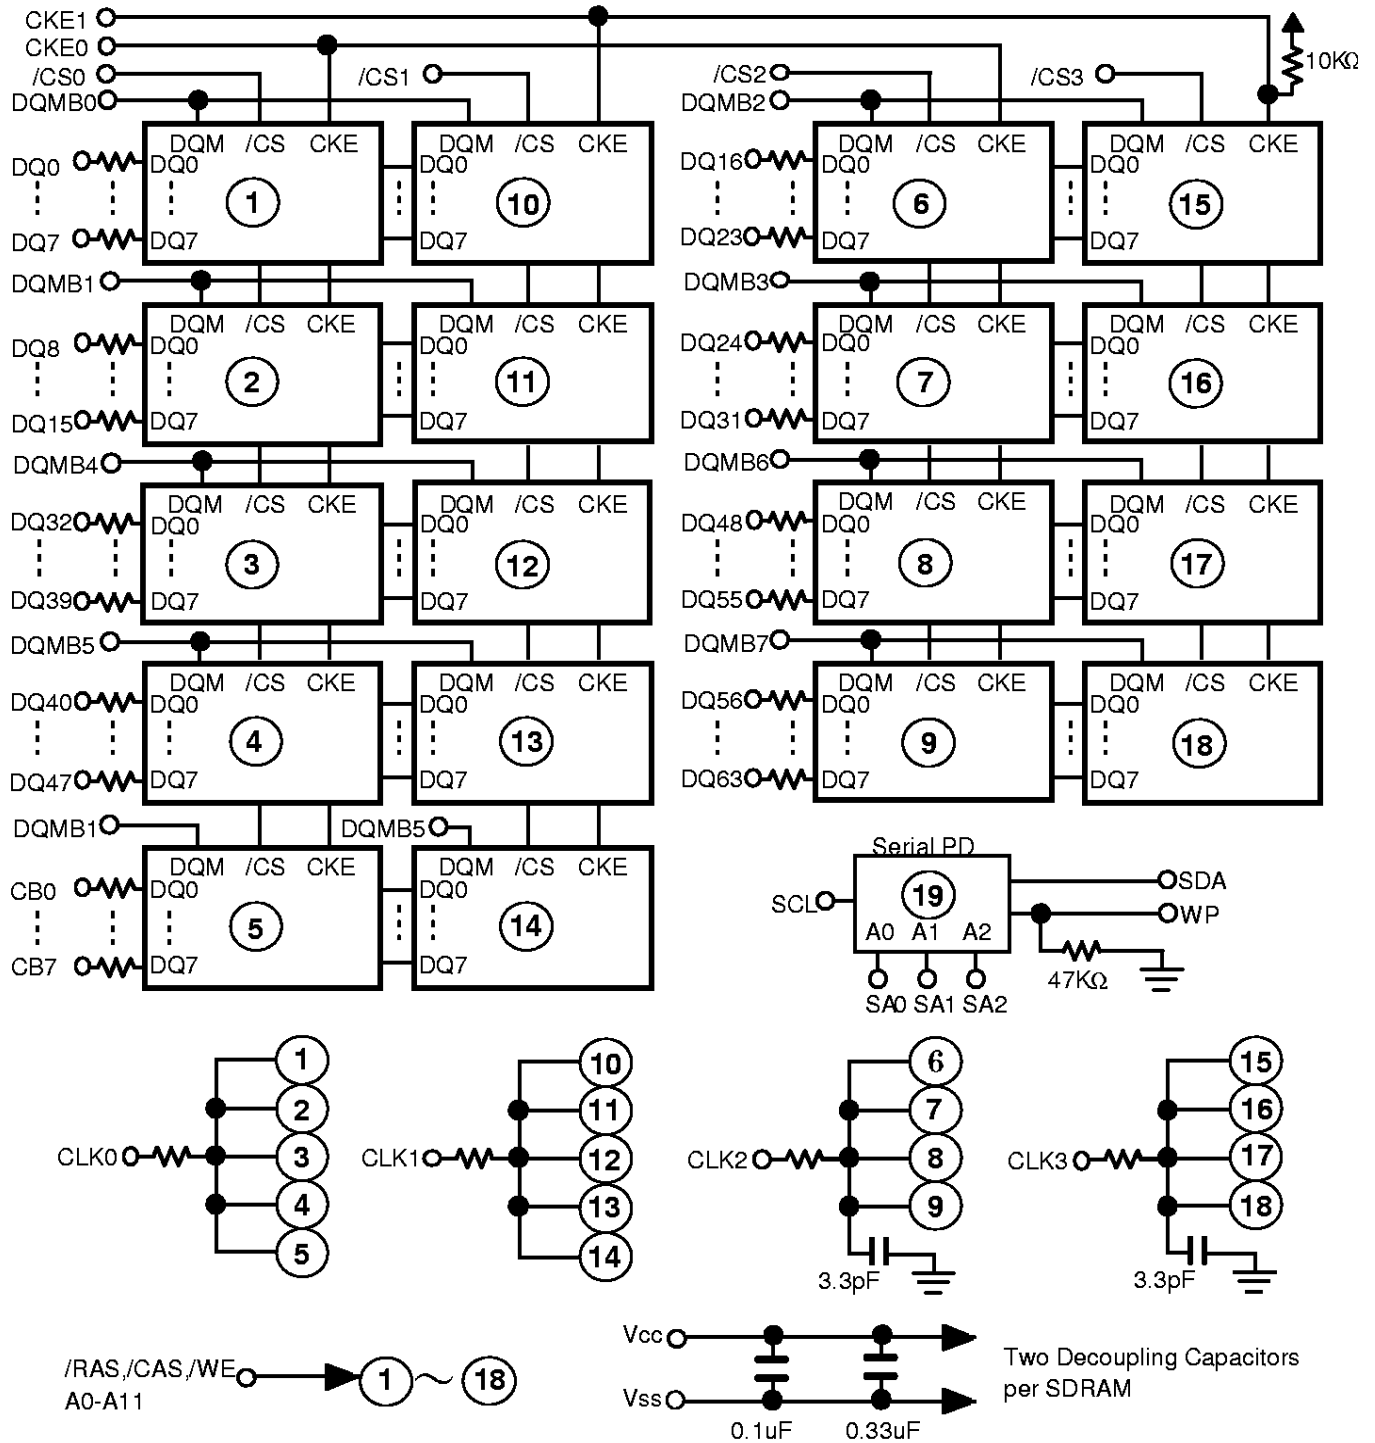 CKE1
CKE0
/CS0 /CS1 /CS2 /CS3 10KΩ
DQMB0 DQMB2
DQM /CS CKE DQM /CS CKE DQM /CS CKE DQM /CS CKE
DQ0 DQ0 DQ0 DQ16 DQ0 DQ0
1 10 6 15
DQ7 DQ7 DQ7 DQ23 DQ7 DQ7
DQMB1 DQMB3
DQM /CS CKE DQM /CS CKE DQM /CS CKE DQM /CS CKE
DQ8 DQ0 DQ0 DQ24 DQ0 DQ0
2 11 7 16
DQ15 DQ7 DQ7 DQ31 DQ7 DQ7
DQMB4 DQMB6
DQM /CS CKE DQM /CS CKE DQM /CS CKE DQM /CS CKE
DQ32 DQ0 DQ0 DQ48 DQ0 DQ0
3 12 8 17
DQ39 DQ7 DQ7 DQ55 DQ7 DQ7
DQMB5 DQMB7
DQM /CS CKE DQM /CS CKE DQM /CS CKE DQM /CS CKE
DQ40 DQ0 DQ0 DQ56 DQ0 DQ0
4 13 9 18
DQ47 DQ7 DQ7 DQ63 DQ7 DQ7
DQMB1 DQMB5
DQM /CS CKE DQM /CS CKE
CB0 DQ0 DQ0
5 14
CB7 DQ7 DQ7
Serial PD
SCL 19 SDA
WP
A0 A1 A2
47KΩ
SA0 SA1 SA2
1 10 6 15
2 11 7 16
CLK0 3 CLK1 12 CLK2 8 CLK3 17
4 13 9 18
5 14
3.3pF 3.3pF
/RAS,/CAS,/WE 1 ~ 18
A0-A11
Vcc
Vss
0.1uF 0.33uF
Two Decoupling Capacitors
per SDRAM